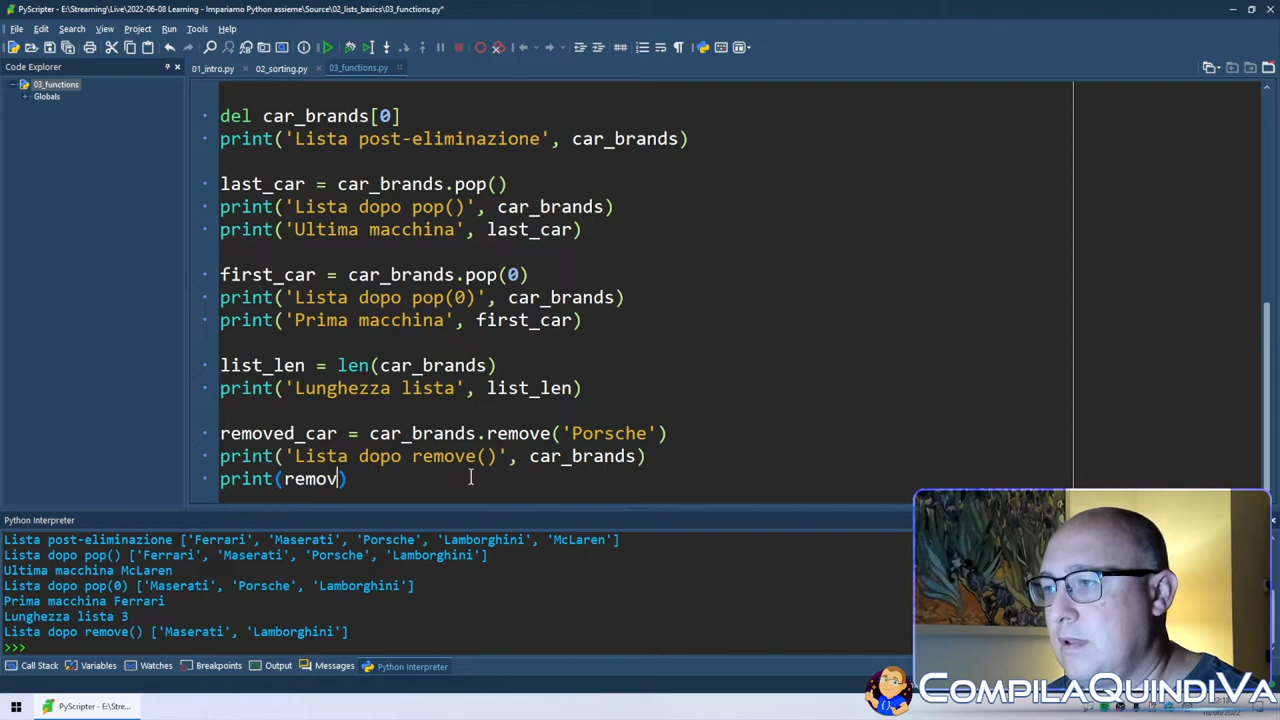 PyScripter - E:\Streaming\Live\2022-06-08 Learning - Impariamo Python assieme\Source\02_lists_basics\03_functions.py*
File Edit Search View Project Run Tools Help
Code Explorer
01_intro.py 02_sorting.py 03_functions.py
03_functions
Globals
del car_brands[0]
print('Lista post-eliminazione', car_brands)
last_car = car_brands.pop()
print('Lista dopo pop()', car_brands)
print('Ultima macchina', last_car)
first_car = car_brands.pop(0)
print('Lista dopo pop(0)', car_brands)
print('Prima macchina', first_car)
list_len = len(car_brands)
print('Lunghezza lista', list_len)
removed_car = car_brands.remove('Porsche')
print('Lista dopo remove()', car_brands)
print(remov)
Python Interpreter
Lista post-eliminazione ['Ferrari', 'Maserati', 'Porsche', 'Lamborghini', 'McLaren']
Lista dopo pop() ['Ferrari', 'Maserati', 'Porsche', 'Lamborghini']
Ultima macchina McLaren
Lista dopo pop(0) ['Maserati', 'Porsche', 'Lamborghini']
Prima macchina Ferrari
Lunghezza lista 3
Lista dopo remove() ['Maserati', 'Lamborghini']
>>>
Call Stack Variables Watches Breakpoints Output Messages Python Interpreter
CompilaQuindiVa
PyScripter - E:\Stre...